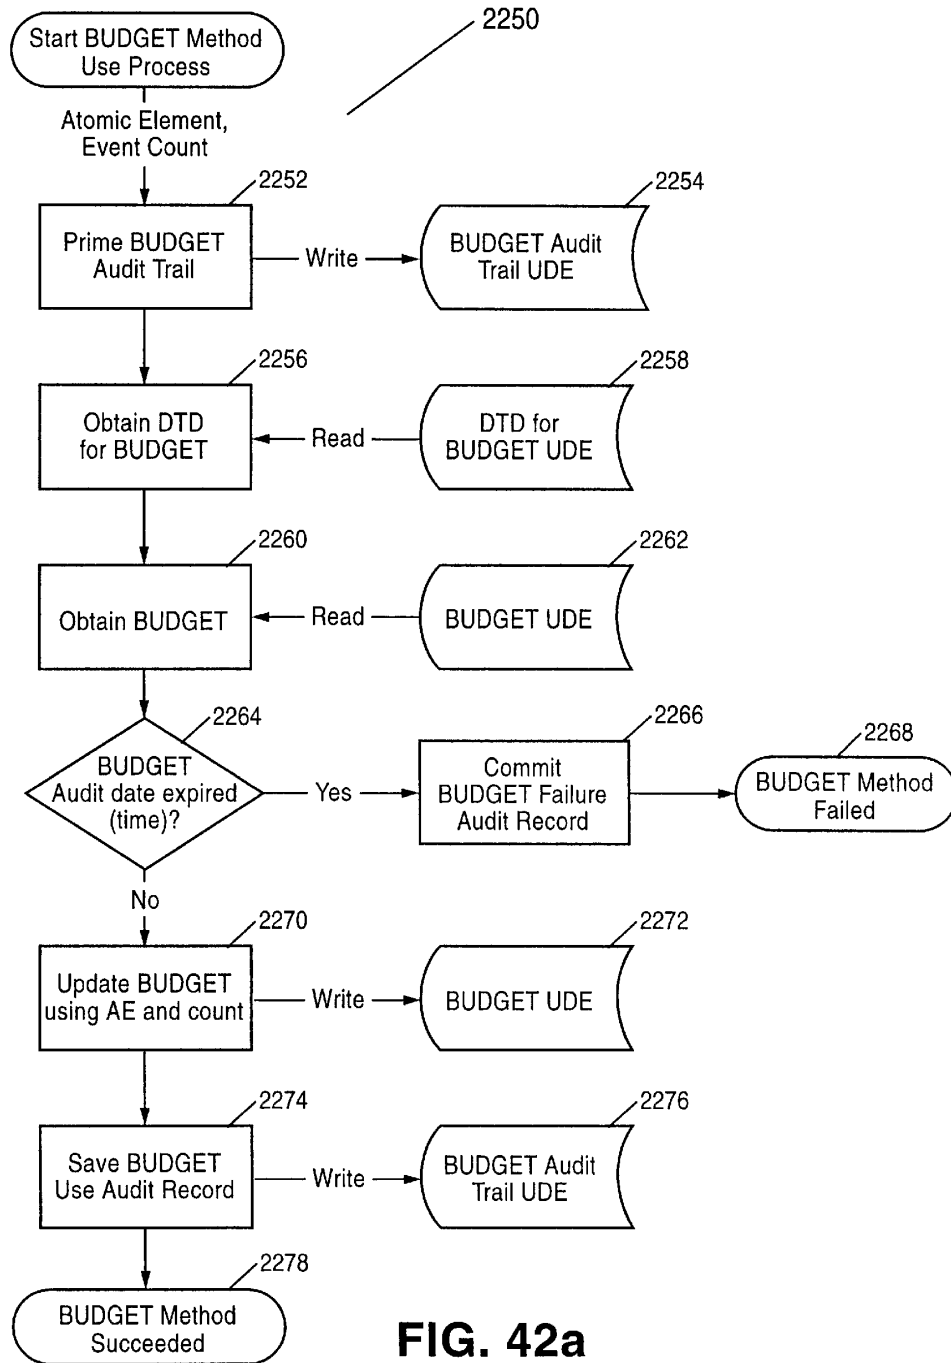 2250
Start BUDGET Method
Use Process
Atomic Element,
Event Count
2252
Prime BUDGET
Audit Trail
Write
2254
BUDGET Audit
Trail UDE
2256
Obtain DTD
for BUDGET
Read
2258
DTD for
BUDGET UDE
2260
Obtain BUDGET
Read
2262
BUDGET UDE
2264
BUDGET
Audit date expired
(time)?
Yes
2266
Commit
BUDGET Failure
Audit Record
2268
BUDGET Method
Failed
No
2270
Update BUDGET
using AE and count
Write
2272
BUDGET UDE
2274
Save BUDGET
Use Audit Record
Write
2276
BUDGET Audit
Trail UDE
2278
BUDGET Method
Succeeded
FIG. 42a